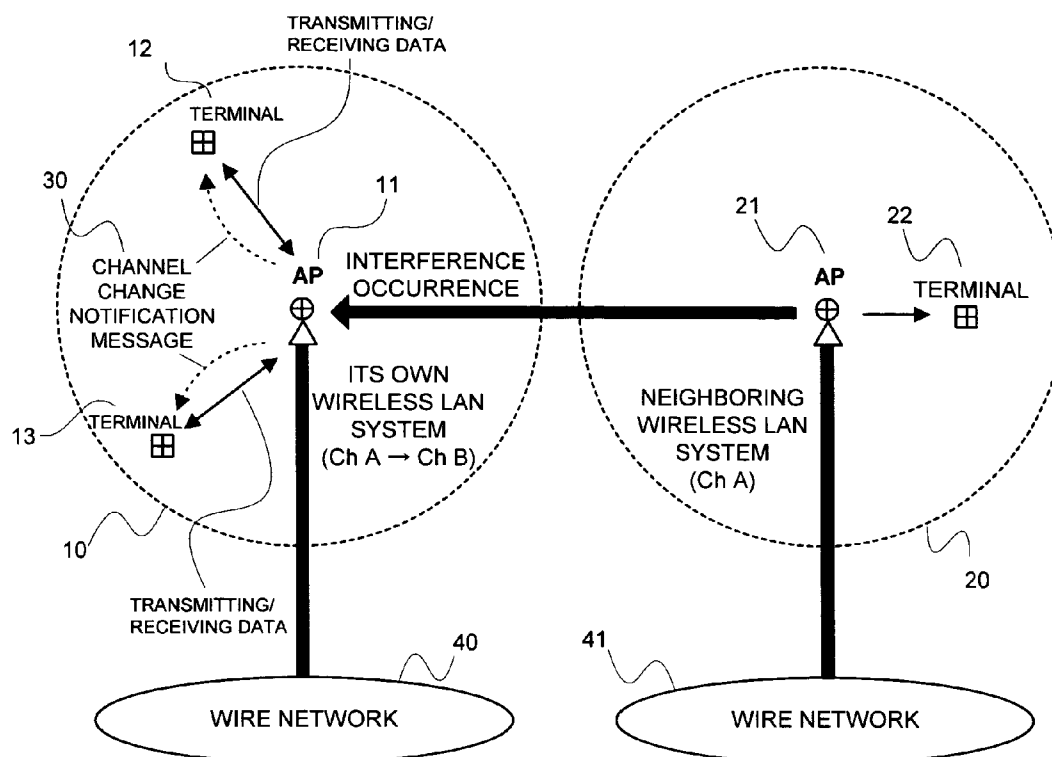 TRANSMITTING/
RECEIVING DATA
12
TERMINAL
30
11
21
22
CHANNEL
CHANGE
NOTIFICATION
MESSAGE
AP
INTERFERENCE
OCCURRENCE
AP
TERMINAL
ITS OWN
WIRELESS LAN
SYSTEM
(Ch A → Ch B)
NEIGHBORING
WIRELESS LAN
SYSTEM
(Ch A)
13
TERMINAL
10
20
TRANSMITTING/
RECEIVING DATA
40
41
WIRE NETWORK
WIRE NETWORK